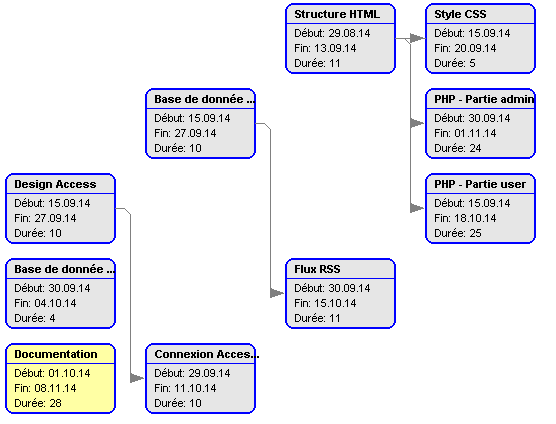 Structure HTML
Début: 29.08.14
Fin: 13.09.14
Durée: 11
Style CSS
Début: 15.09.14
Fin: 20.09.14
Durée: 5
Base de donnée ...
Début: 15.09.14
Fin: 27.09.14
Durée: 10
PHP - Partie admin
Début: 30.09.14
Fin: 01.11.14
Durée: 24
Design Access
Début: 15.09.14
Fin: 27.09.14
Durée: 10
PHP - Partie user
Début: 15.09.14
Fin: 18.10.14
Durée: 25
Base de donnée ...
Début: 30.09.14
Fin: 04.10.14
Durée: 4
Flux RSS
Début: 30.09.14
Fin: 15.10.14
Durée: 11
Documentation
Début: 01.10.14
Fin: 08.11.14
Durée: 28
Connexion Acces...
Début: 29.09.14
Fin: 11.10.14
Durée: 10